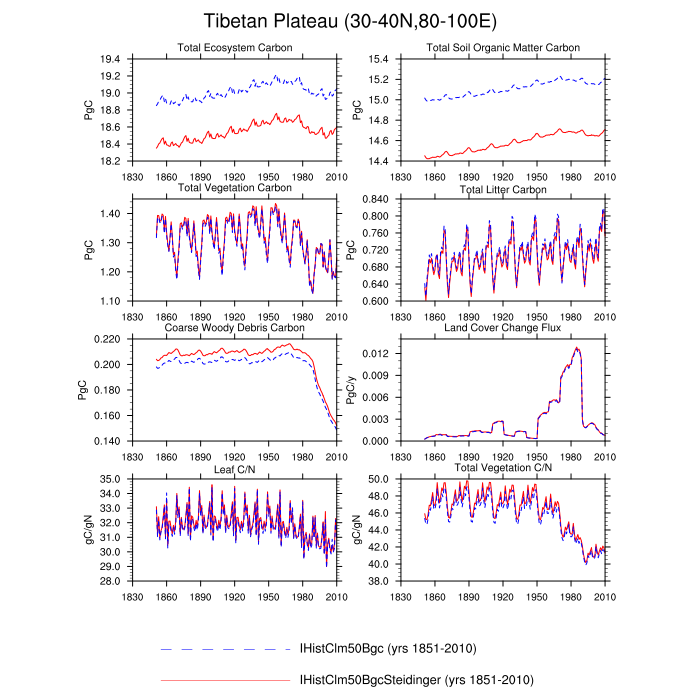 Tibetan Plateau (30-40N,80-100E)
Total Ecosystem Carbon
Total Soil Organic Matter Carbon
PgC
19.4
19.2
19.0
18.8
18.6
18.4
18.2
1830 1860 1890 1920 1950 1980 2010
PgC
15.4
15.2
15.0
14.8
14.6
14.4
1830 1860 1890 1920 1950 1980 2010
Total Vegetation Carbon
Total Litter Carbon
PgC
1.40
1.30
1.20
1.10
1830 1860 1890 1920 1950 1980 2010
PgC
0.840
0.800
0.760
0.720
0.680
0.640
0.600
1830 1860 1890 1920 1950 1980 2010
Coarse Woody Debris Carbon
Land Cover Change Flux
PgC
0.220
0.200
0.180
0.160
0.140
1830 1860 1890 1920 1950 1980 2010
PgC/y
0.012
0.009
0.006
0.003
0.000
1830 1860 1890 1920 1950 1980 2010
Leaf C/N
Total Vegetation C/N
gC/gN
35.0
34.0
33.0
32.0
31.0
30.0
29.0
28.0
1830 1860 1890 1920 1950 1980 2010
gC/gN
50.0
48.0
46.0
44.0
42.0
40.0
38.0
1830 1860 1890 1920 1950 1980 2010
IHistClm50Bgc (yrs 1851-2010)
IHistClm50BgcSteidinger (yrs 1851-2010)